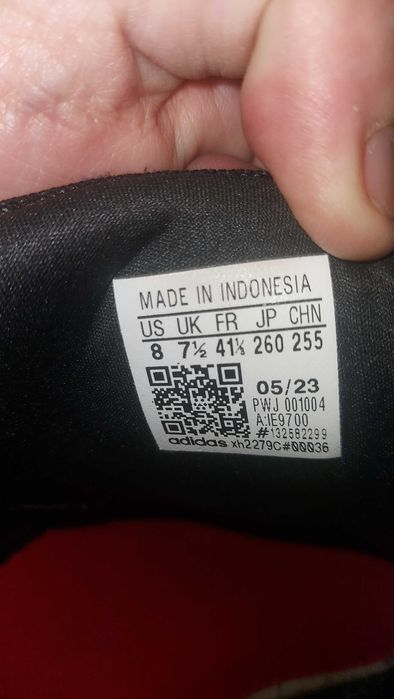 MADE IN INDONESIA
US UK FR JP CHN
8 7½ 41⅓ 260 255
05/23
PWJ 001004
A:IE9700
#132582299
adidas xh2279C#00036